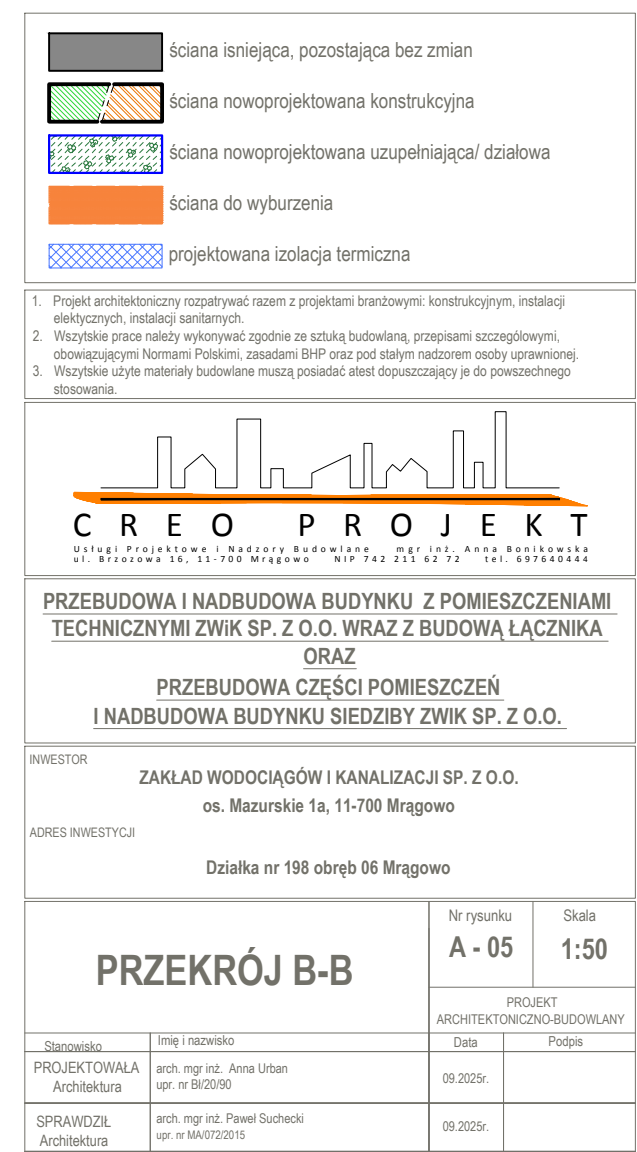 ściana isniejąca, pozostająca bez zmian
ściana nowoprojektowana konstrukcyjna
ściana nowoprojektowana uzupełniająca/ działowa
ściana do wyburzenia
projektowana izolacja termiczna
1. Projekt architektoniczny rozpatrywać razem z projektami branżowymi: konstrukcyjnym, instalacji
elektycznych, instalacji sanitarnych.
2. Wszytskie prace należy wykonywać zgodnie ze sztuką budowlaną, przepisami szczegółowymi,
obowiązującymi Normami Polskimi, zasadami BHP oraz pod stałym nadzorem osoby uprawnionej.
3. Wszytskie użyte materiały budowlane muszą posiadać atest dopuszczający je do powszechnego
stosowania.
CREO PROJEKT
Usługi Projektowe i Nadzory Budowlane mgr inż. Anna Bonikowska
ul. Brzozowa 16, 11-700 Mrągowo NIP 742 211 62 72 tel. 697640444
PRZEBUDOWA I NADBUDOWA BUDYNKU Z POMIESZCZENIAMI
TECHNICZNYMI ZWiK SP. Z O.O. WRAZ Z BUDOWĄ ŁĄCZNIKA
ORAZ
PRZEBUDOWA CZĘŚCI POMIESZCZEŃ
I NADBUDOWA BUDYNKU SIEDZIBY ZWIK SP. Z O.O.
INWESTOR
ZAKŁAD WODOCIĄGÓW I KANALIZACJI SP. Z O.O.
os. Mazurskie 1a, 11-700 Mrągowo
ADRES INWESTYCJI
Działka nr 198 obręb 06 Mrągowo
PRZEKRÓJ B-B
Nr rysunku
A - 05
Skala
1:50
PROJEKT
ARCHITEKTONICZNO-BUDOWLANY
Stanowisko Imię i nazwisko Data Podpis
PROJEKTOWAŁA
Architektura
arch. mgr inż. Anna Urban
upr. nr BŁ/20/90
09.2025r.
SPRAWDZIŁ
Architektura
arch. mgr inż. Paweł Suchecki
upr. nr MA/072/2015
09.2025r.